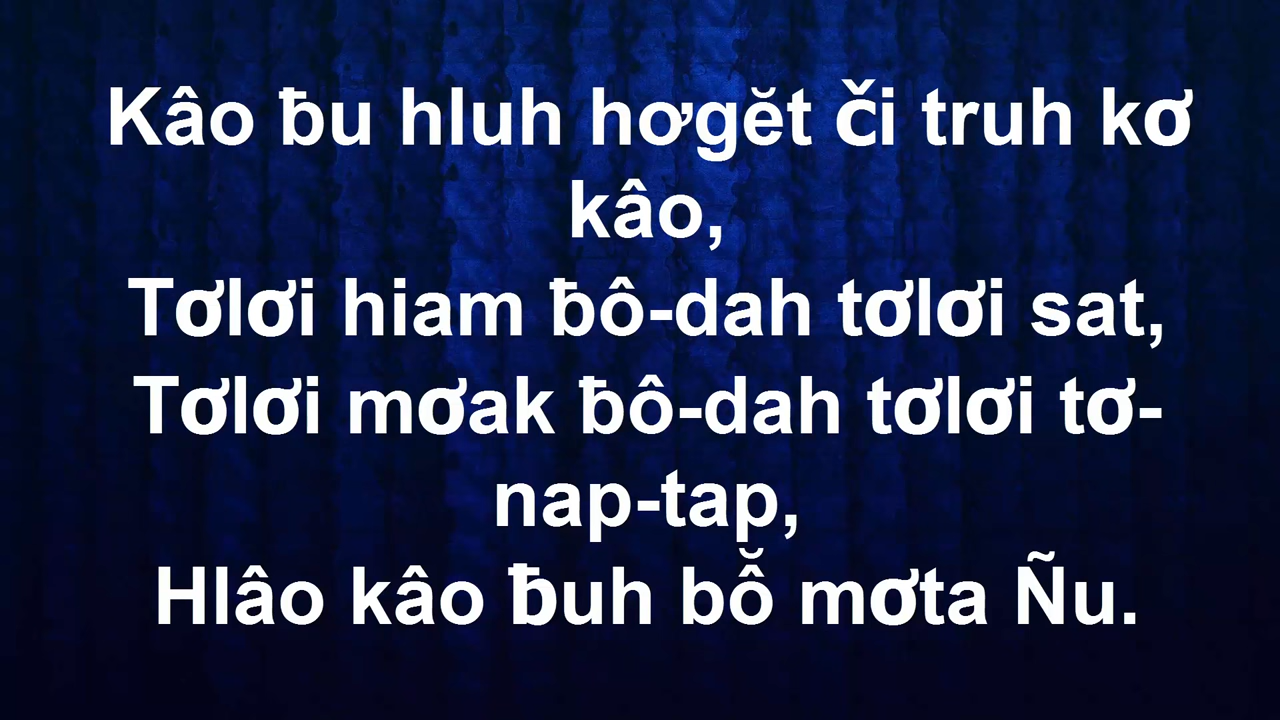 Kâo ƀu hluh hơgĕt či truh kơ
kâo,
Tơlơi hiam ƀô-dah tơlơi sat,
Tơlơi mơak ƀô-dah tơlơi tơ-
nap-tap,
Hlâo kâo ƀuh bô̆ mơta Ñu.